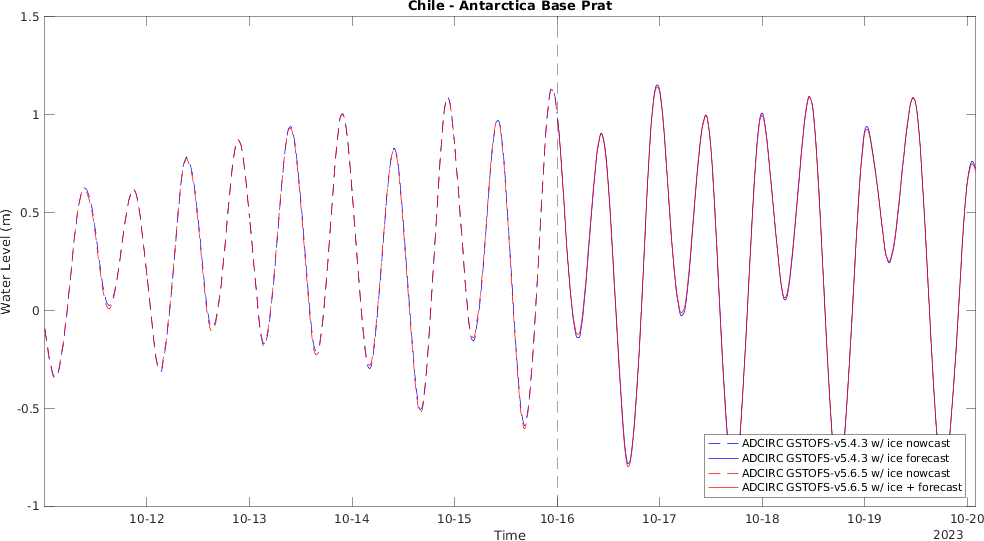 Chile - Antarctica Base Prat
1.5
1
0.5
0
-0.5
-1
Water Level (m)
10-12 10-13 10-14 10-15 10-16 10-17 10-18 10-19 10-20
Time
2023
ADCIRC GSTOFS-v5.4.3 w/ ice nowcast
ADCIRC GSTOFS-v5.4.3 w/ ice forecast
ADCIRC GSTOFS-v5.6.5 w/ ice nowcast
ADCIRC GSTOFS-v5.6.5 w/ ice + forecast